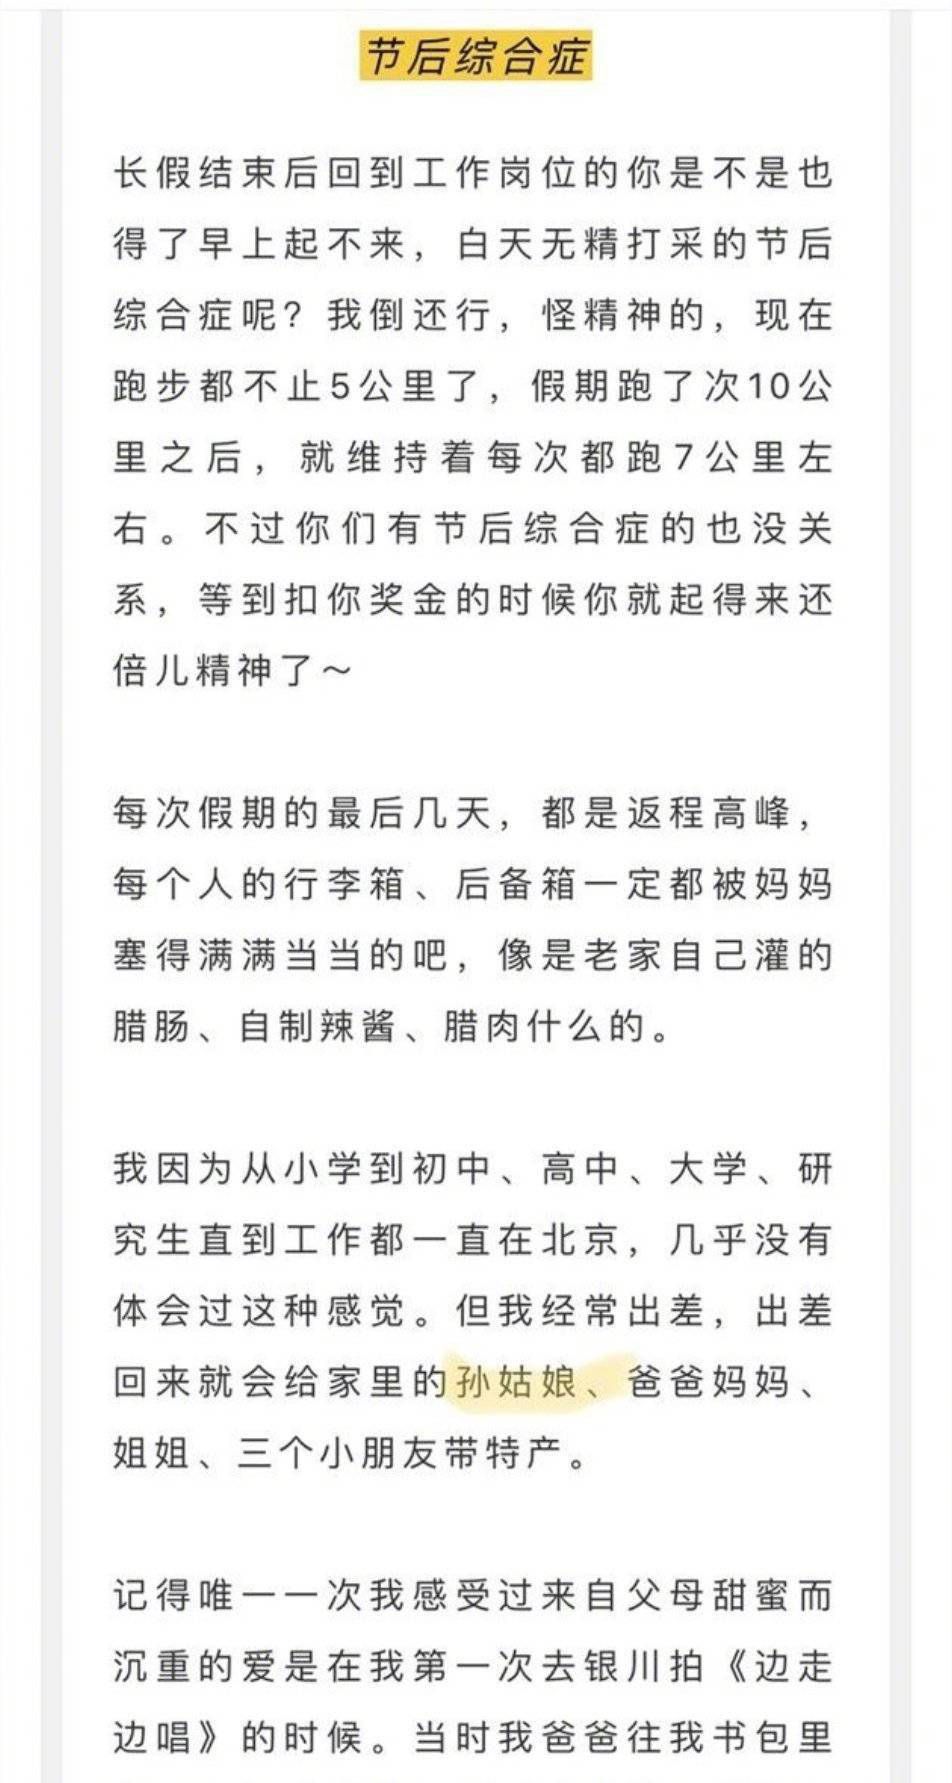 节后综合症
长假结束后回到工作岗位的你是不是也
得了早上起不来，白天无精打采的节后
综合症呢？我倒还行，怪精神的，现在
跑步都不止5公里了，假期跑了次10公
里之后，就维持着每次都跑7公里左
右。不过你们有节后综合症的也没关
系，等到扣你奖金的时候你就起得来还
倍儿精神了～
每次假期的最后几天，都是返程高峰，
每个人的行李箱、后备箱一定都被妈妈
塞得满满当当的吧，像是老家自己灌的
腊肠、自制辣酱、腊肉什么的。
我因为从小学到初中、高中、大学、研
究生直到工作都一直在北京，几乎没有
体会过这种感觉。但我经常出差，出差
回来就会给家里的孙姑娘、爸爸妈妈、
姐姐、三个小朋友带特产。
记得唯一一次我感受过来自父母甜蜜而
沉重的爱是在我第一次去银川拍《边走
边唱》的时候。当时我爸爸往我书包里